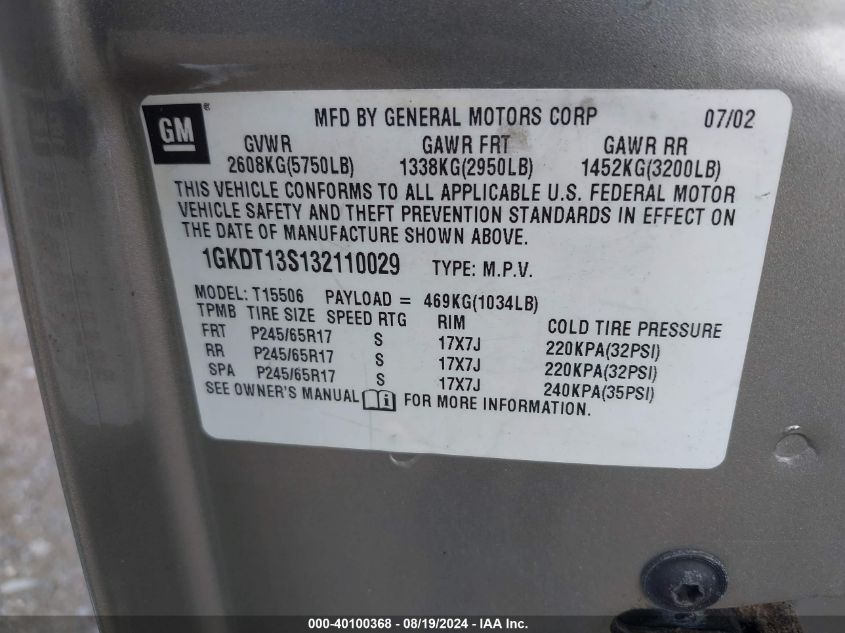 GM ® MFD BY GENERAL MOTORS CORP 07/02
GVWR GAWR FRT GAWR RR
2608KG(5750LB) 1338KG(2950LB) 1452KG(3200LB)
THIS VEHICLE CONFORMS TO ALL APPLICABLE U.S. FEDERAL MOTOR
VEHICLE SAFETY AND THEFT PREVENTION STANDARDS IN EFFECT ON
THE DATE OF MANUFACTURE SHOWN ABOVE.
1GKDT13S132110029 TYPE: M.P.V.
MODEL: T15506 PAYLOAD = 469KG(1034LB)
TPMB TIRE SIZE SPEED RTG RIM COLD TIRE PRESSURE
FRT P245/65R17 S 17X7J 220KPA(32PSI)
RR P245/65R17 S 17X7J 220KPA(32PSI)
SPA P245/65R17 S 17X7J 240KPA(35PSI)
SEE OWNER'S MANUAL i FOR MORE INFORMATION.
000-40100368 - 08/19/2024 - IAA Inc.